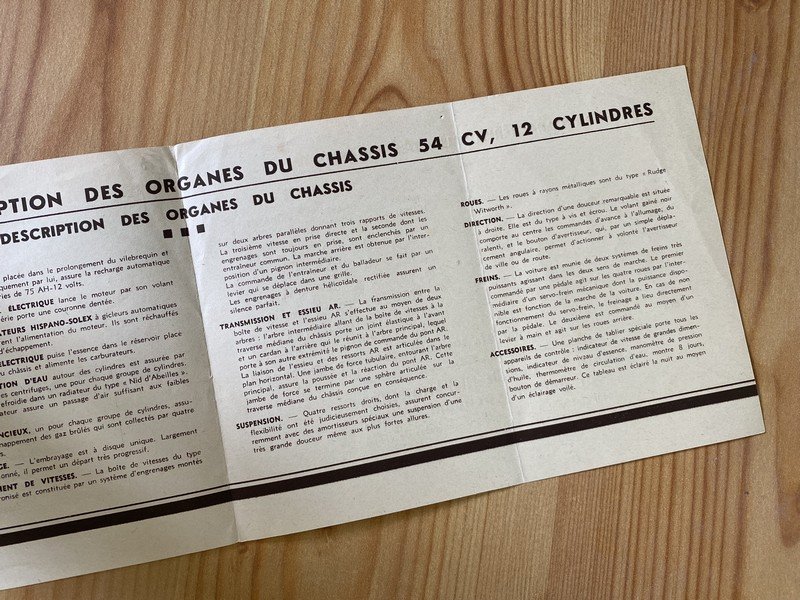 PTION DES ORGANES DU CHASSIS 54 CV, 12 CYLINDRES
DESCRIPTION DES ORGANES DU CHASSIS
placée dans le prolongement du vilebrequin et
quement par lui, assure la recharge automatique
ries de 75 AH-12 volts.
ELECTRIQUE lance le moteur par son volant
érie porte une couronne dentée.
ATEURS HISPANO-SOLEX à gicleurs automatiques
rent l'alimentation du moteur. Ils sont réchauffés
d'échappement.
ELECTRIQUE puise l'essence dans le réservoir placé
u châssis et alimente les carburateurs.
TION D'EAU autour des cylindres est assurée par
es centrifuges, une pour chaque groupe de cylindres.
efroidie dans un radiateur du type « Nid d'Abeilles ».
ateur assure un passage d'air suffisant aux faibles
NCIEUX, un pour chaque groupe de cylindres, assu-
happement des gaz brûlés qui sont collectés par quatre
s.
GE. — L'embrayage est à disque unique. Largement
onné, il permet un départ très progressif.
MENT DE VITESSES. — La boîte de vitesses du type
ronisé est constituée par un système d'engrenages montés
sur deux arbres parallèles donnant trois rapports de vitesses.
La troisième vitesse en prise directe et la seconde dont les
engrenages sont toujours en prise, sont enclenchés par un
entraîneur commun. La marche arrière est obtenue par l'inter-
position d'un pignon intermédiaire.
La commande de l'entraîneur et du balladeur se fait par un
levier qui se déplace dans une grille.
Les engrenages à denture hélicoïdale rectifiée assurent un
silence parfait.
TRANSMISSION ET ESSIEU AR. — La transmission entre la
boîte de vitesse et l'essieu AR s'effectue au moyen de deux
arbres : l'arbre intermédiaire allant de la boîte de vitesses à la
traverse médiane du châssis porte un joint élastique à l'avant
et un cardan à l'arrière qui le réunit à l'arbre principal, lequel
porte à son autre extrémité le pignon de commande du pont AR.
La liaison de l'essieu et des ressorts AR est articulée dans le
plan horizontal. Une jambe de force tubulaire, entourant l'arbre
principal, assure la poussée et la réaction du pont AR. Cette
jambe de force se termine par une sphère articulée sur la
traverse médiane du châssis conçue en conséquence.
SUSPENSION. — Quatre ressorts droits, dont la charge et la
flexibilité ont été judicieusement choisies, assurent concur-
remment avec des amortisseurs spéciaux une suspension d'une
très grande douceur même aux plus fortes allures.
ROUES. — Les roues à rayons métalliques sont du type « Rudge
Witworth ».
DIRECTION. — La direction d'une douceur remarquable est située
à droite. Elle est du type à vis et écrou. Le volant gainé noir
comporte au centre les commandes d'avance à l'allumage, du
ralenti, et le bouton d'avertisseur, qui, par un simple dépla-
cement angulaire, permet d'actionner à volonté l'avertisseur
de ville ou de route.
FREINS. — La voiture est munie de deux systèmes de freins très
puissants agissant dans les deux sens de marche. Le premier
commandé par une pédale agit sur les quatre roues par l'inter-
médiaire d'un servo-frein mécanique dont la puissance dispo-
nible est fonction de la marche de la voiture. En cas de non
fonctionnement du servo-frein, le freinage a lieu directement
par la pédale. Le deuxième est commandé au moyen d'un
levier à main et agit sur les roues arrière.
ACCESSOIRES. — Une planche de tablier spéciale porte tous les
appareils de contrôle : indicateur de vitesse de grandes dimen-
sions, indicateur de niveau d'essence, manomètre de pression
d'huile, thermomètre de circulation d'eau, montre 8 jours,
bouton de démarreur. Ce tableau est éclairé la nuit au moyen
d'un éclairage voilé.